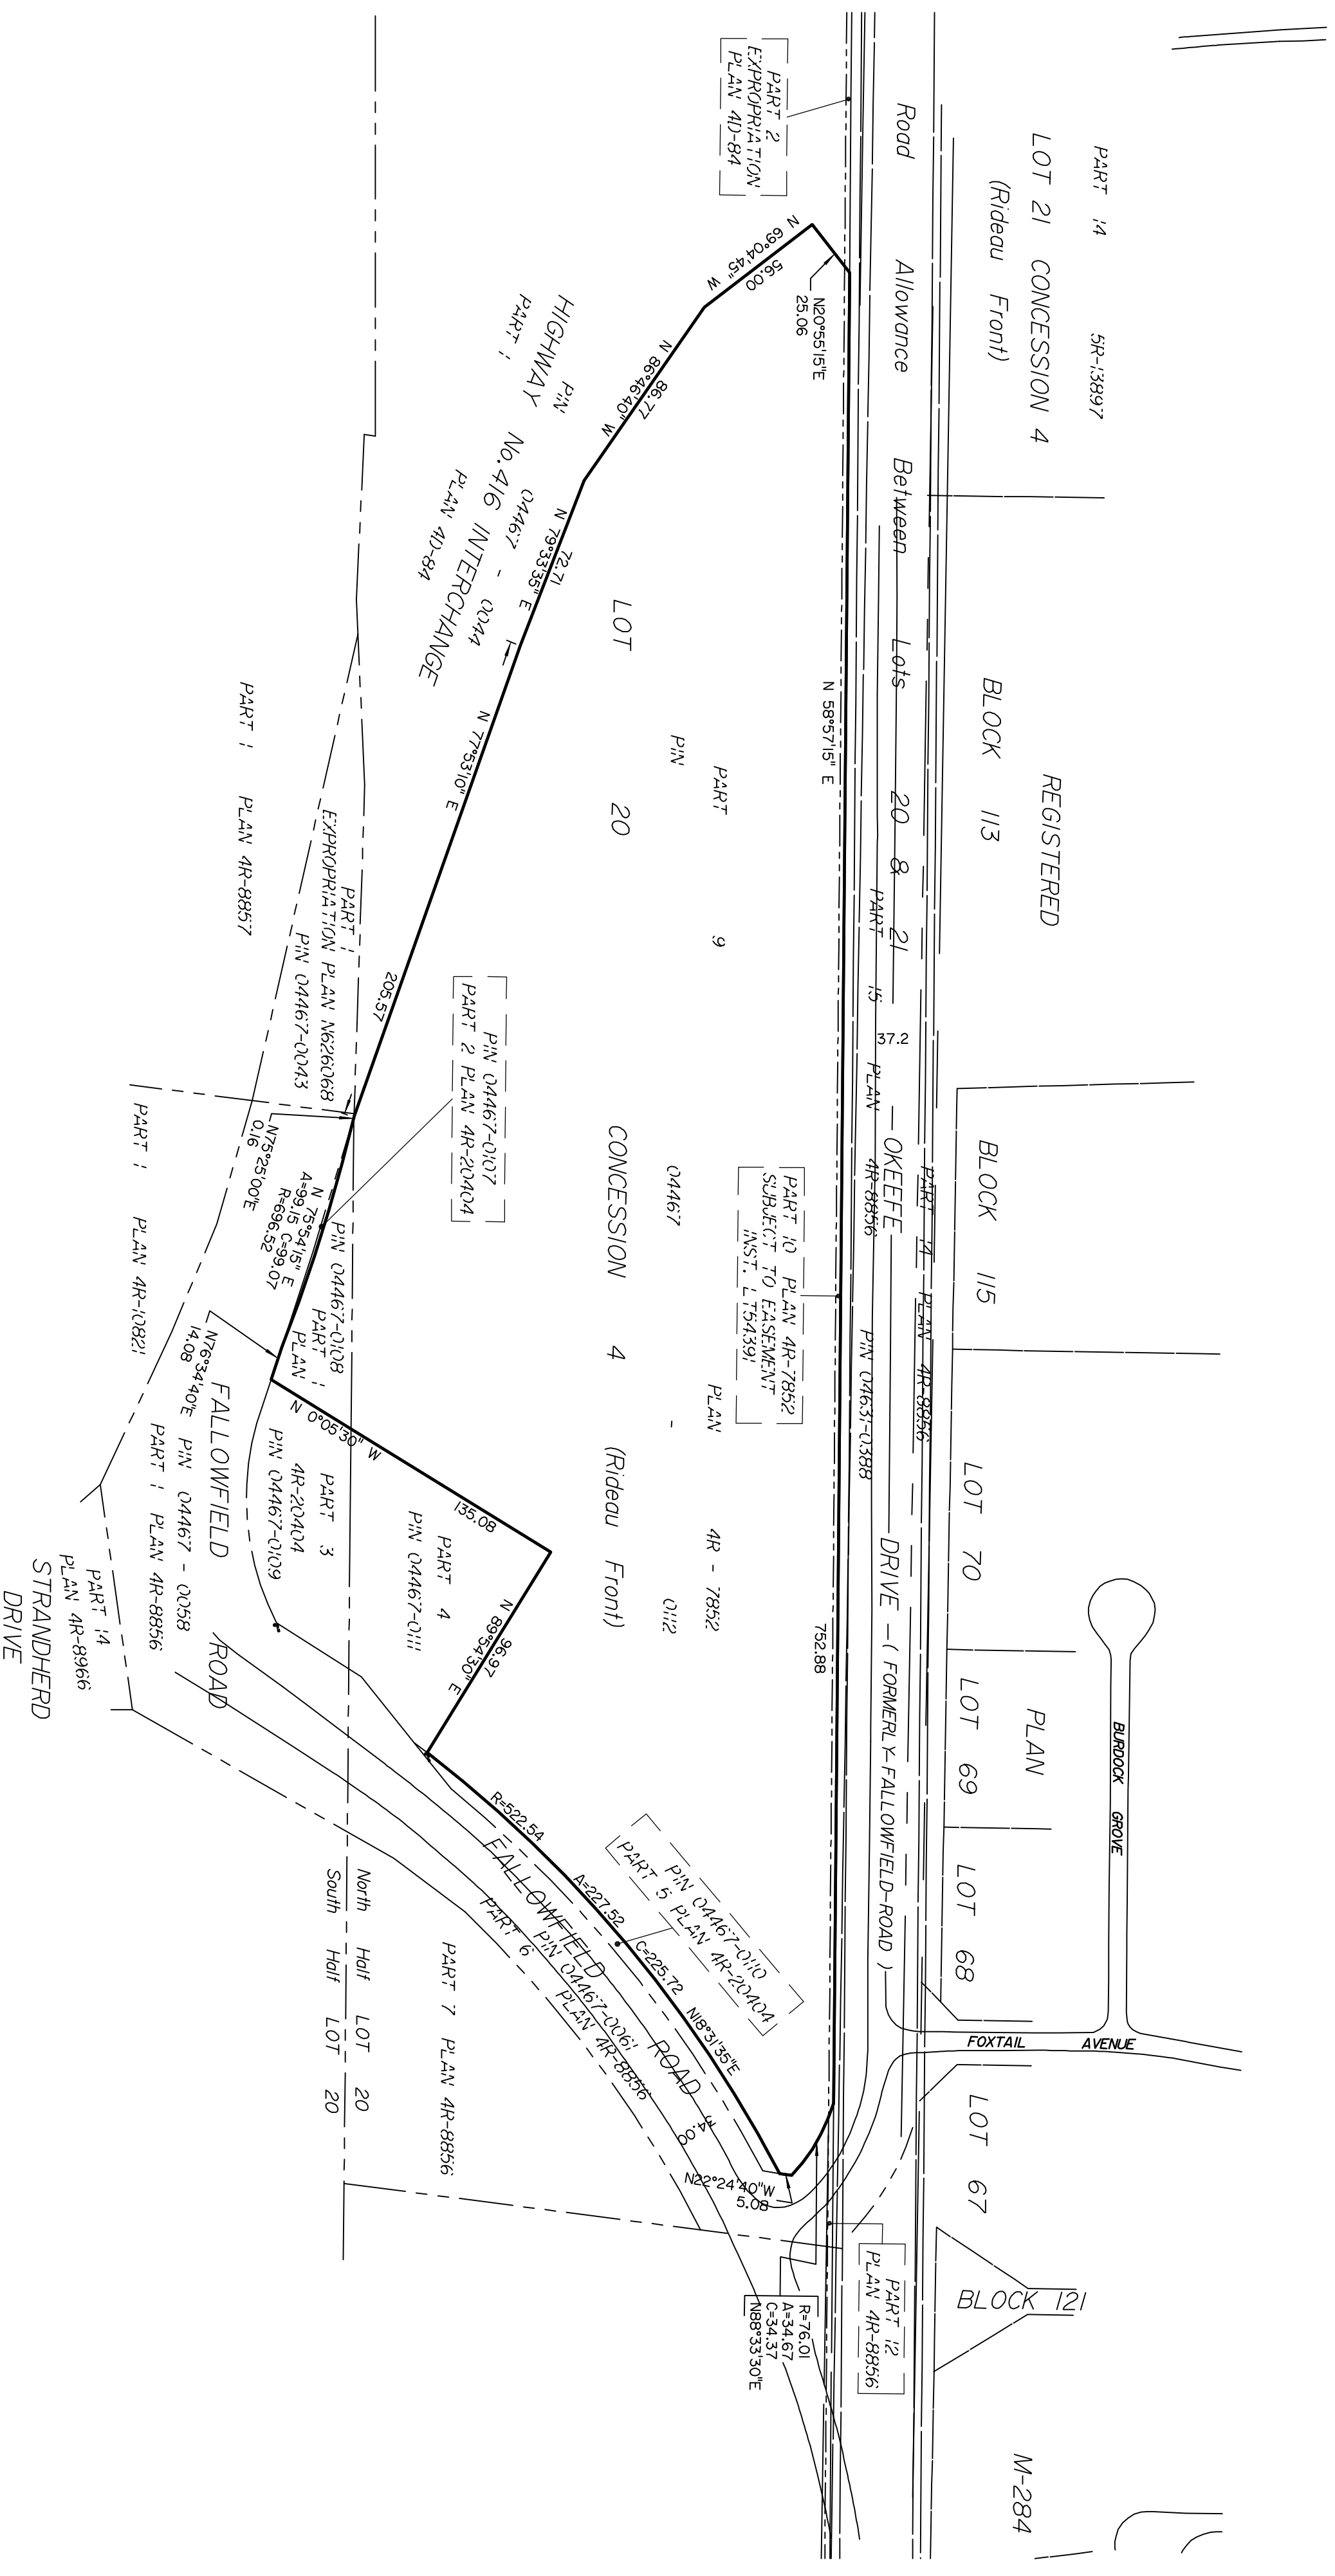 PART 14 5R-13897
LOT 21 CONCESSION 4
(Rideau Front)
REGISTERED
PLAN
M-284
BLOCK 113
BLOCK 115
LOT 70
LOT 69
LOT 68
LOT 67
BLOCK 121
BURDOCK GROVE
FOXTAIL AVENUE
PART 14 PLAN 4R-8856
Road Allowance Between Lots 20 & 21
OKEEFE DRIVE - ( FORMERLY FALLOWFIELD ROAD )
37.2
PART 15 PLAN 4R-8856
PIN 04631-0388
PART 12
PLAN 4R-8856
PART 2
EXPROPRIATION
PLAN 4D-84
N 58°57'15" E
752.88
N20°55'15"E
25.06
N 69°04'45" W
56.00
N 86°46'40" W
86.77
N 79°33'35" E
72.71
N 77°53'10" E
205.57
PART 10 PLAN 4R-7852
SUBJECT TO EASEMENT
INST. LT54391
PART 9 PLAN 4R - 7852
PIN 04467 - 0112
LOT 20 CONCESSION 4 (Rideau Front)
HIGHWAY No.416 INTERCHANGE
PIN 04467 - 0044
PART 1 PLAN 4D-84
PIN 04467-0107
PART 2 PLAN 4R-20404
PART 1
EXPROPRIATION PLAN N626068
PIN 04467-0043
PART 1 PLAN 4R-8857
PART 1 PLAN 4R-10821
N75°25'00"E
0.16
N 75°54'15" E
A=99.15 C=99.07
R=696.52
PIN 04467-0108
PART 1
PLAN
N76°34'40"E
14.08
N 0°05'30" W
135.08
PART 3
4R-20404
PIN 04467-0109
PART 4
PIN 04467-0111
N 89°54'30" E
96.97
FALLOWFIELD ROAD
PIN 04467 - 0058
PART 1 PLAN 4R-8856
PART 14
PLAN 4R-8966
STRANDHERD
DRIVE
PIN 04467-0110
PART 5 PLAN 4R-20404
R=522.54
A=227.52
C=225.72
N18°31'35"E
FALLOWFIELD ROAD
PIN 04467-0061
PART 6 PLAN 4R-8856
34.00
N22°24'40"W
5.08
R=76.01
A=34.67
C=34.37
N88°33'30"E
PART 7 PLAN 4R-8856
North Half LOT 20
South Half LOT 20